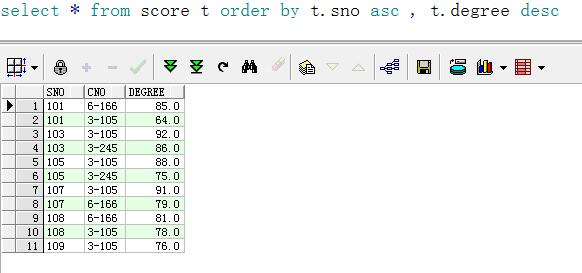 select * from score t order by t.sno asc , t.degree desc
SNO CNO DEGREE
1 101 6-166 85.0
2 101 3-105 64.0
3 103 3-105 92.0
4 103 3-245 86.0
5 105 3-105 88.0
6 105 3-245 75.0
7 107 3-105 91.0
8 107 6-166 79.0
9 108 6-166 81.0
10 108 3-105 78.0
11 109 3-105 76.0